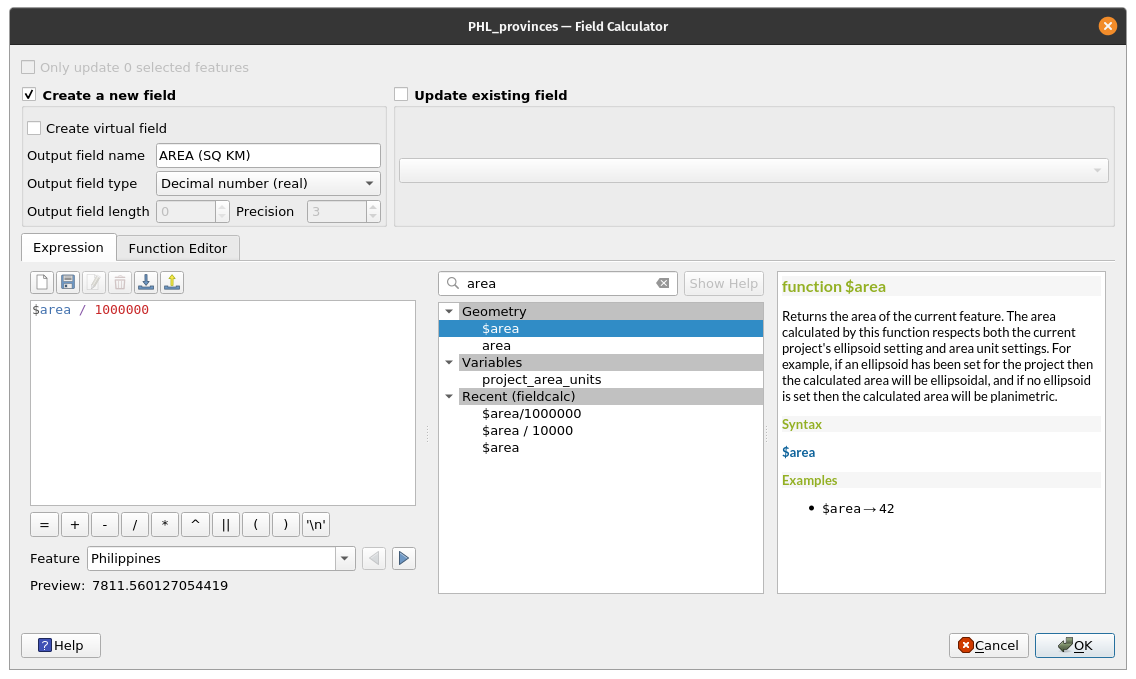 PHL_provinces — Field Calculator
Only update 0 selected features
Create a new field
Update existing field
Create virtual field
Output field name AREA (SQ KM)
Output field type Decimal number (real)
Output field length 0 Precision 3
Expression Function Editor
$area / 1000000
= + - / * ^ || ( ) '\n'
Feature Philippines
Preview: 7811.560127054419
area Show Help
Geometry
$area
area
Variables
project_area_units
Recent (fieldcalc)
$area/1000000
$area / 10000
$area
function $area
Returns the area of the current feature. The area
calculated by this function respects both the current
project's ellipsoid setting and area unit settings. For
example, if an ellipsoid has been set for the project then
the calculated area will be ellipsoidal, and if no ellipsoid
is set then the calculated area will be planimetric.
Syntax
$area
Examples
• $area → 42
? Help
Cancel
OK